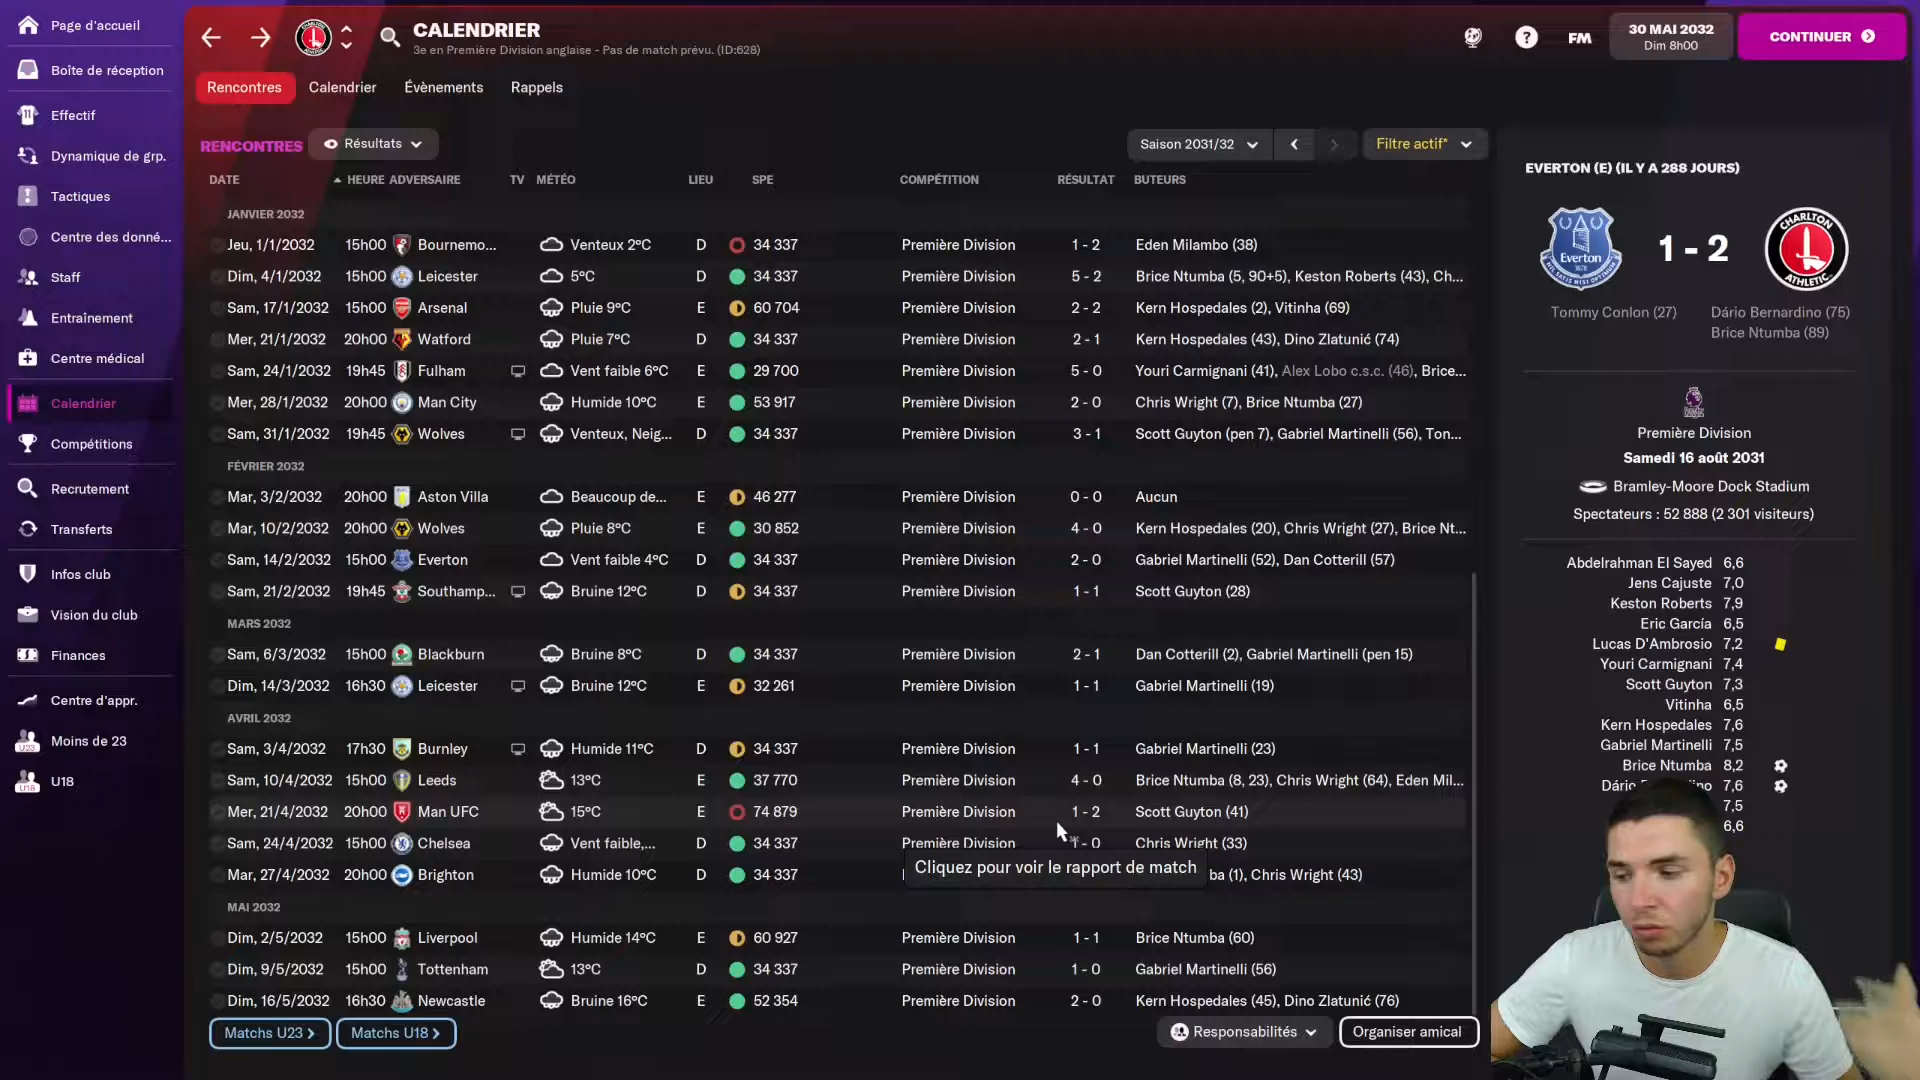 Page d'accueil
Boîte de réception
Effectif
Dynamique de grp.
Tactiques
Centre des donné...
Staff
Entraînement
Centre médical
Calendrier
Compétitions
Recrutement
Transferts
Infos club
Vision du club
Finances
Centre d'appr.
Moins de 23
U18
CALENDRIER
3e en Première Division anglaise - Pas de match prévu. (ID:628)
FM
30 MAI 2032
Dim 8h00
CONTINUER
Rencontres Calendrier Évènements Rappels
RENCONTRES Résultats Saison 2031/32 Filtre actif*
DATE HEURE ADVERSAIRE TV MÉTÉO LIEU SPE COMPÉTITION RÉSULTAT BUTEURS
JANVIER 2032
Jeu, 1/1/2032 15h00 Bournemo... Venteux 2°C D 34 337 Première Division 1 - 2 Eden Milambo (38)
Dim, 4/1/2032 15h00 Leicester 5°C D 34 337 Première Division 5 - 2 Brice Ntumba (5, 90+5), Keston Roberts (43), Ch...
Sam, 17/1/2032 15h00 Arsenal Pluie 9°C E 60 704 Première Division 2 - 2 Kern Hospedales (2), Vitinha (69)
Mer, 21/1/2032 20h00 Watford Pluie 7°C D 34 337 Première Division 2 - 1 Kern Hospedales (43), Dino Zlatunić (74)
Sam, 24/1/2032 19h45 Fulham Vent faible 6°C E 29 700 Première Division 5 - 0 Youri Carmignani (41), Alex Lobo c.s.c. (46), Brice...
Mer, 28/1/2032 20h00 Man City Humide 10°C E 53 917 Première Division 2 - 0 Chris Wright (7), Brice Ntumba (27)
Sam, 31/1/2032 19h45 Wolves Venteux, Neig... D 34 337 Première Division 3 - 1 Scott Guyton (pen 7), Gabriel Martinelli (56), Ton...
FÉVRIER 2032
Mar, 3/2/2032 20h00 Aston Villa Beaucoup de... E 46 277 Première Division 0 - 0 Aucun
Mar, 10/2/2032 20h00 Wolves Pluie 8°C E 30 852 Première Division 4 - 0 Kern Hospedales (20), Chris Wright (27), Brice Nt...
Sam, 14/2/2032 15h00 Everton Vent faible 4°C D 34 337 Première Division 2 - 0 Gabriel Martinelli (52), Dan Cotterill (57)
Sam, 21/2/2032 19h45 Southamp... Bruine 12°C D 34 337 Première Division 1 - 1 Scott Guyton (28)
MARS 2032
Sam, 6/3/2032 15h00 Blackburn Bruine 8°C D 34 337 Première Division 2 - 1 Dan Cotterill (2), Gabriel Martinelli (pen 15)
Dim, 14/3/2032 16h30 Leicester Bruine 12°C E 32 261 Première Division 1 - 1 Gabriel Martinelli (19)
AVRIL 2032
Sam, 3/4/2032 17h30 Burnley Humide 11°C D 34 337 Première Division 1 - 1 Gabriel Martinelli (23)
Sam, 10/4/2032 15h00 Leeds 13°C E 37 770 Première Division 4 - 0 Brice Ntumba (8, 23), Chris Wright (64), Eden Mil...
Mer, 21/4/2032 20h00 Man UFC 15°C E 74 879 Première Division 1 - 2 Scott Guyton (41)
Sam, 24/4/2032 15h00 Chelsea Vent faible,... D 34 337 Première Division 1 - 0 Chris Wright (33)
Mar, 27/4/2032 20h00 Brighton Humide 10°C D 34 337 ba (1), Chris Wright (43)
Cliquez pour voir le rapport de match
MAI 2032
Dim, 2/5/2032 15h00 Liverpool Humide 14°C E 60 927 Première Division 1 - 1 Brice Ntumba (60)
Dim, 9/5/2032 15h00 Tottenham 13°C D 34 337 Première Division 1 - 0 Gabriel Martinelli (56)
Dim, 16/5/2032 16h30 Newcastle Bruine 16°C E 52 354 Première Division 2 - 0 Kern Hospedales (45), Dino Zlatunić (76)
Matchs U23 Matchs U18 Responsabilités Organiser amical
EVERTON (E) (IL Y A 288 JOURS)
Everton
1878
CHARLTON
ATHLETIC
1 - 2
Tommy Conlon (27) Dário Bernardino (75)
Brice Ntumba (89)
Première Division
Samedi 16 août 2031
Bramley-Moore Dock Stadium
Spectateurs : 52 888 (2 301 visiteurs)
Abdelrahman El Sayed 6,6
Jens Cajuste 7,0
Keston Roberts 7,9
Eric García 6,5
Lucas D'Ambrosio 7,2
Youri Carmignani 7,4
Scott Guyton 7,3
Vitinha 6,5
Kern Hospedales 7,6
Gabriel Martinelli 7,5
Brice Ntumba 8,2
Dário 7,6
7,5
6,6